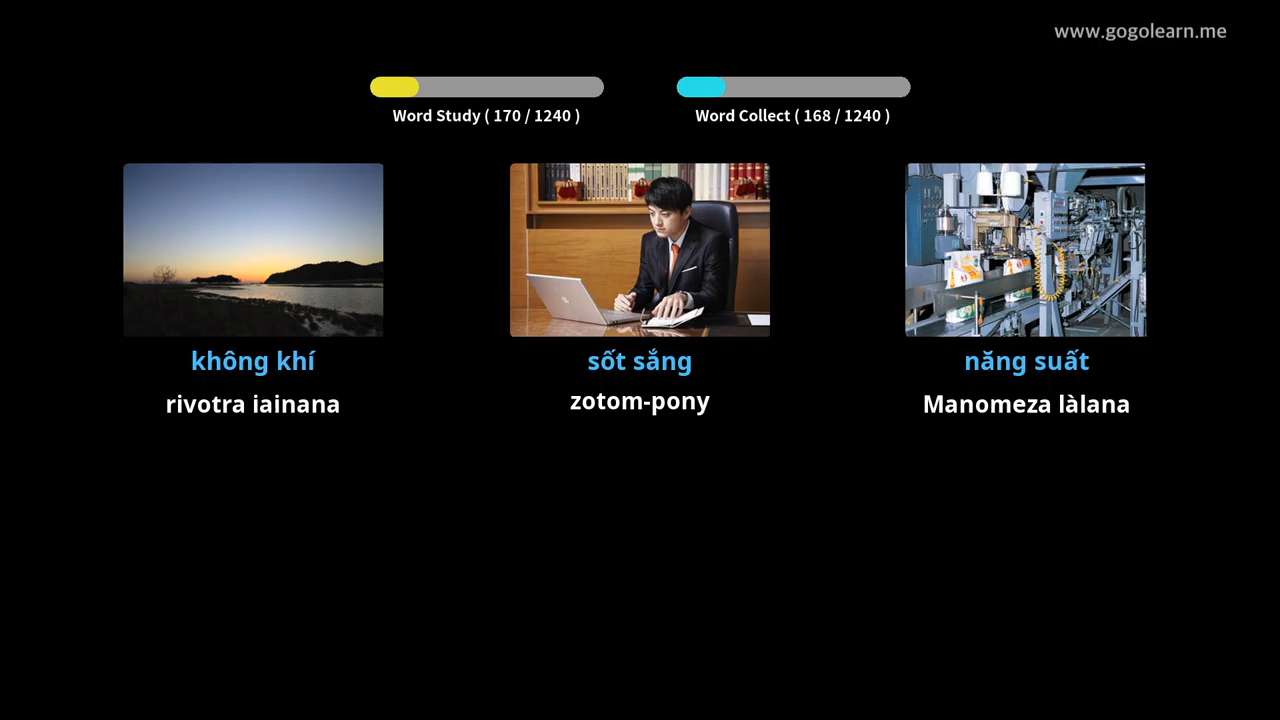 www.gogolearn.me
Word Study ( 170 / 1240 )
Word Collect ( 168 / 1240 )
không khí
sốt sắng
năng suất
rivotra iainana
zotom-pony
Manomeza làlana